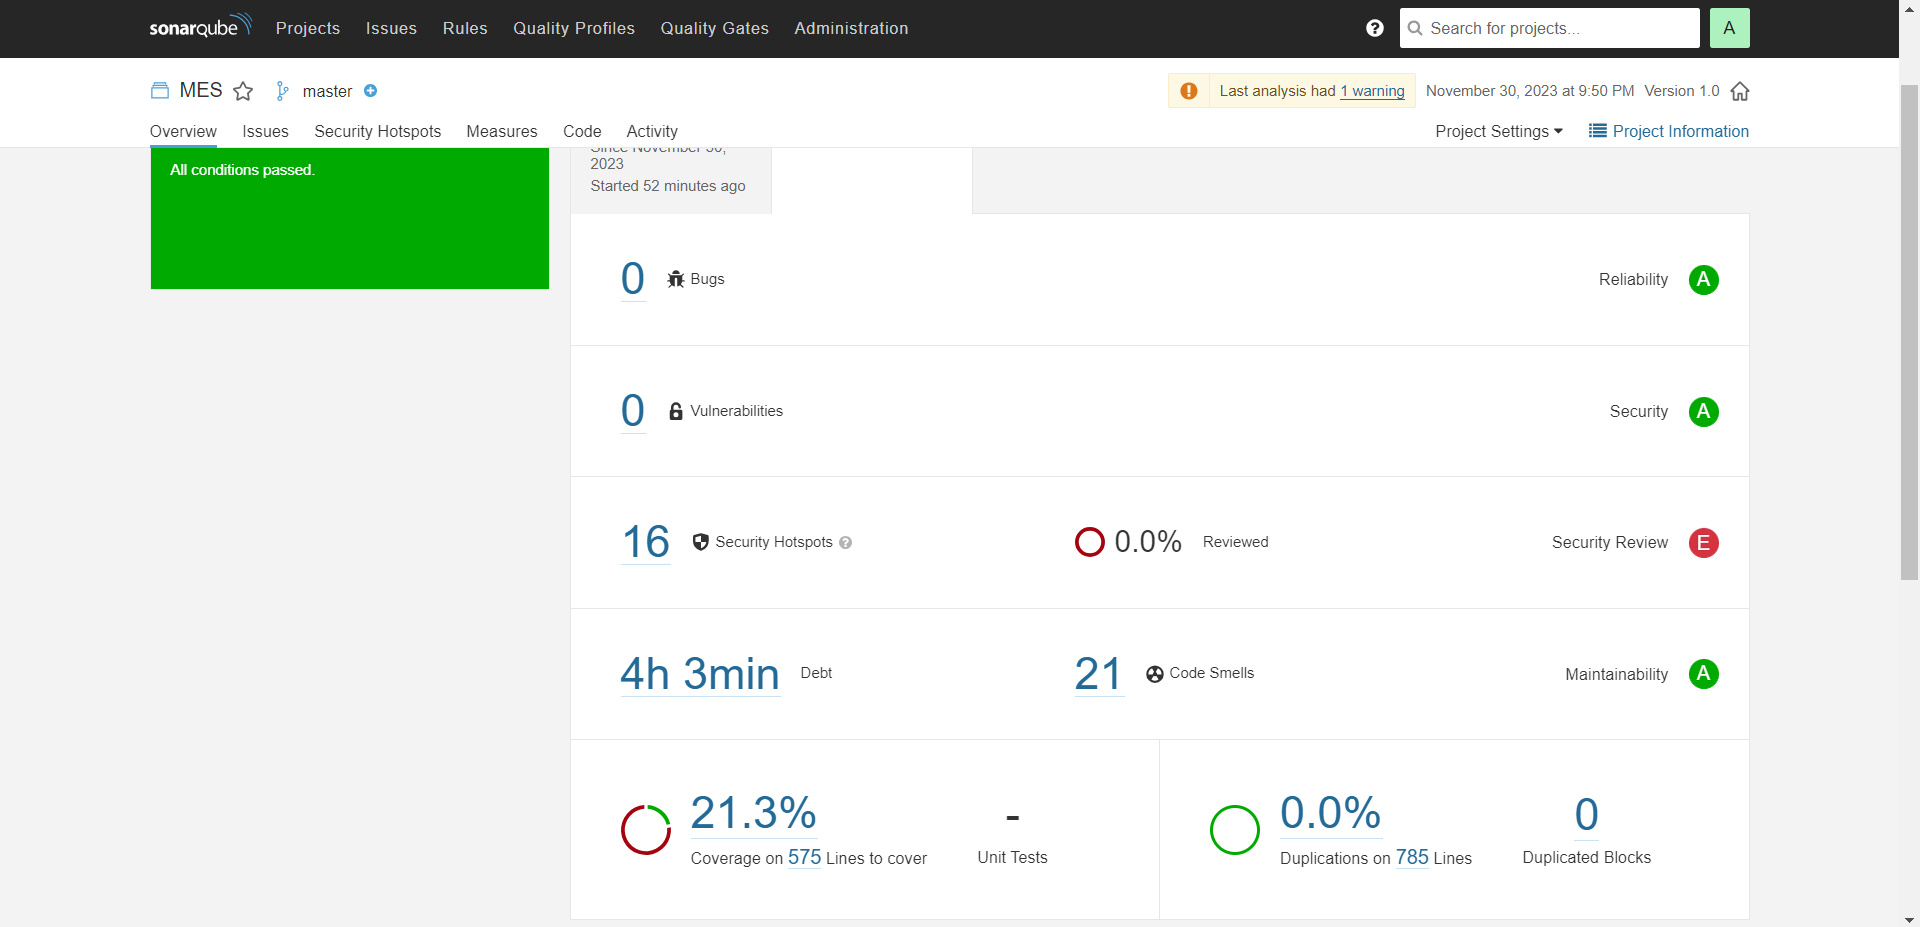 sonarqube Projects Issues Rules Quality Profiles Quality Gates Administration Search for projects... A
MES master Last analysis had 1 warning November 30, 2023 at 9:50 PM Version 1.0
Overview Issues Security Hotspots Measures Code Activity Project Settings Project Information
All conditions passed.
Since November 30,
2023
Started 52 minutes ago
0 Bugs Reliability A
0 Vulnerabilities Security A
16 Security Hotspots ? 0.0% Reviewed Security Review E
4h 3min Debt 21 Code Smells Maintainability A
21.3% - 0.0% 0
Coverage on 575 Lines to cover Unit Tests Duplications on 785 Lines Duplicated Blocks